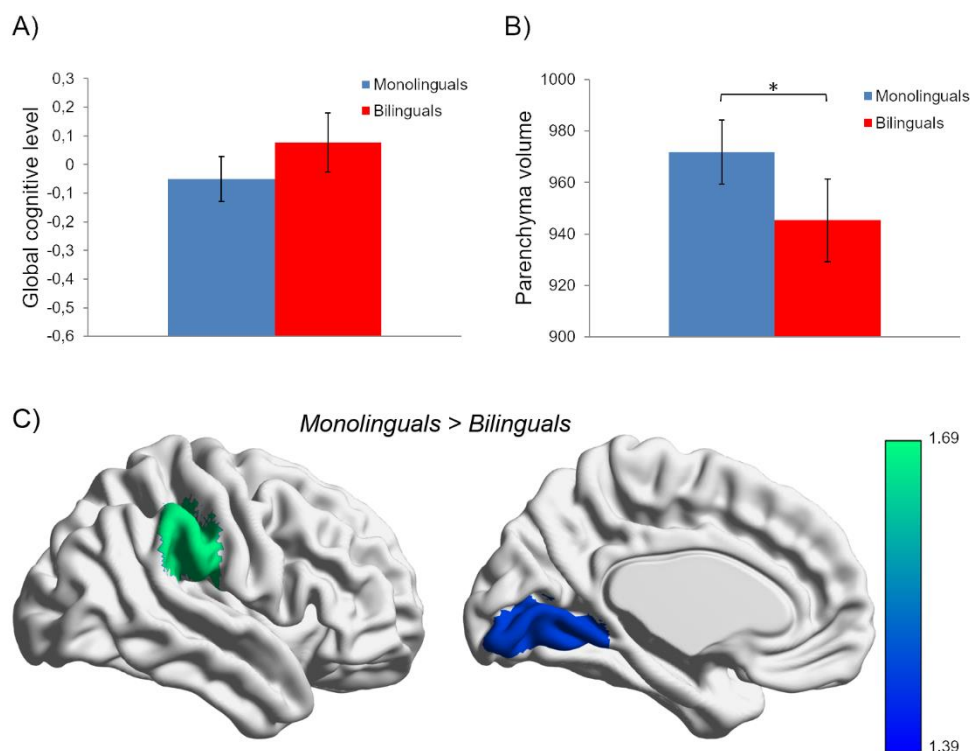 A)
Global cognitive level
0,3
0,2
0,1
0
-0,1
-0,2
-0,3
-0,4
-0,5
-0,6
Monolinguals
Bilinguals
B)
Parenchyma volume
1000
980
960
940
920
900
*
Monolinguals
Bilinguals
C)
Monolinguals > Bilinguals
1.69
1.39